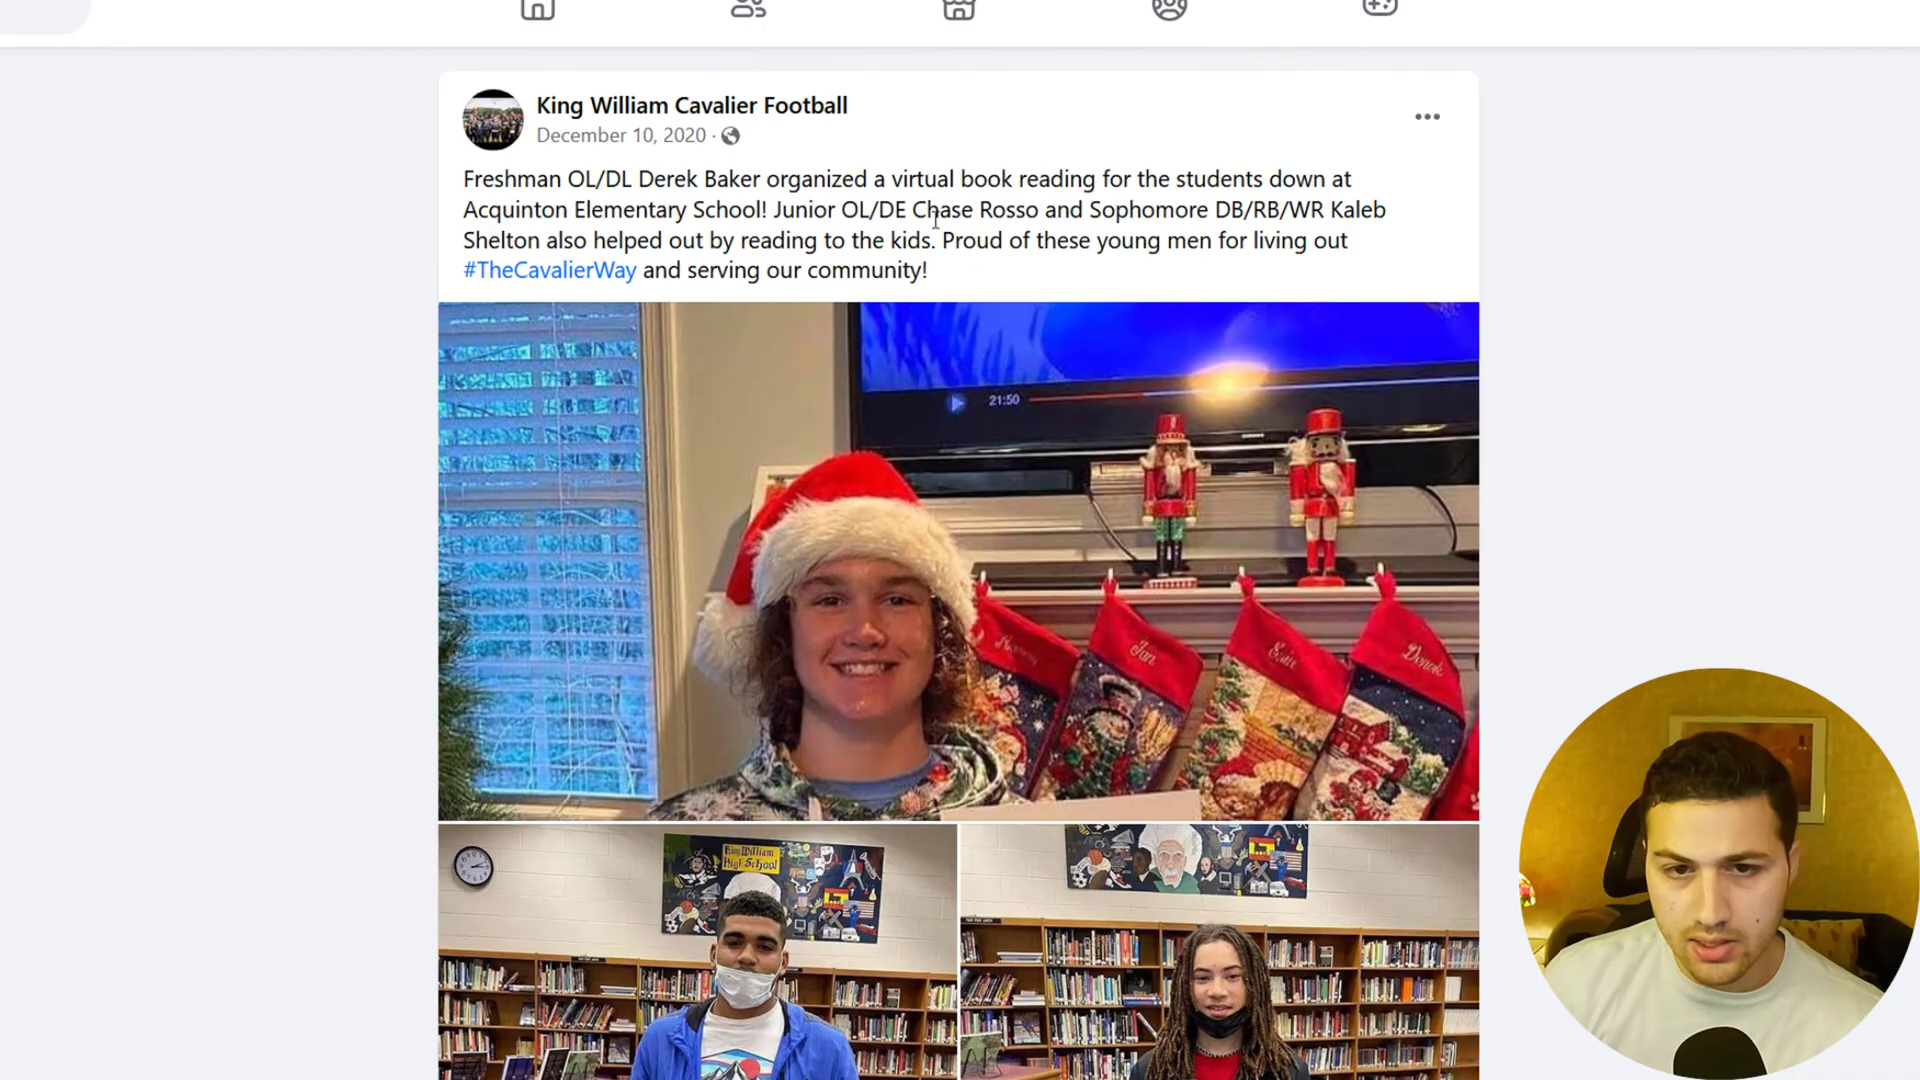 King William Cavalier Football
December 10, 2020 ·
Freshman OL/DL Derek Baker organized a virtual book reading for the students down at
Acquinton Elementary School! Junior OL/DE Chase Rosso and Sophomore DB/RB/WR Kaleb
Shelton also helped out by reading to the kids. Proud of these young men for living out
#TheCavalierWay and serving our community!
21:50
Jon
Erin
Derek
King William
High School